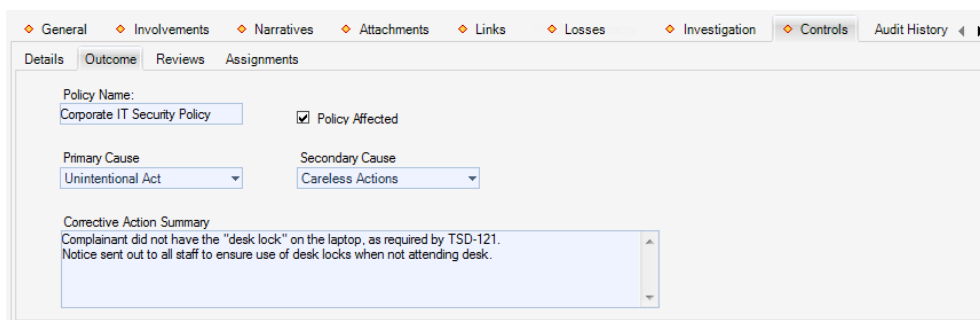 General Involvements Narratives Attachments Links Losses Investigation Controls Audit History
Details Outcome Reviews Assignments
Policy Name:
Corporate IT Security Policy
Policy Affected
Primary Cause Secondary Cause
Unintentional Act Careless Actions
Corrective Action Summary
Complainant did not have the "desk lock" on the laptop, as required by TSD-121.
Notice sent out to all staff to ensure use of desk locks when not attending desk.